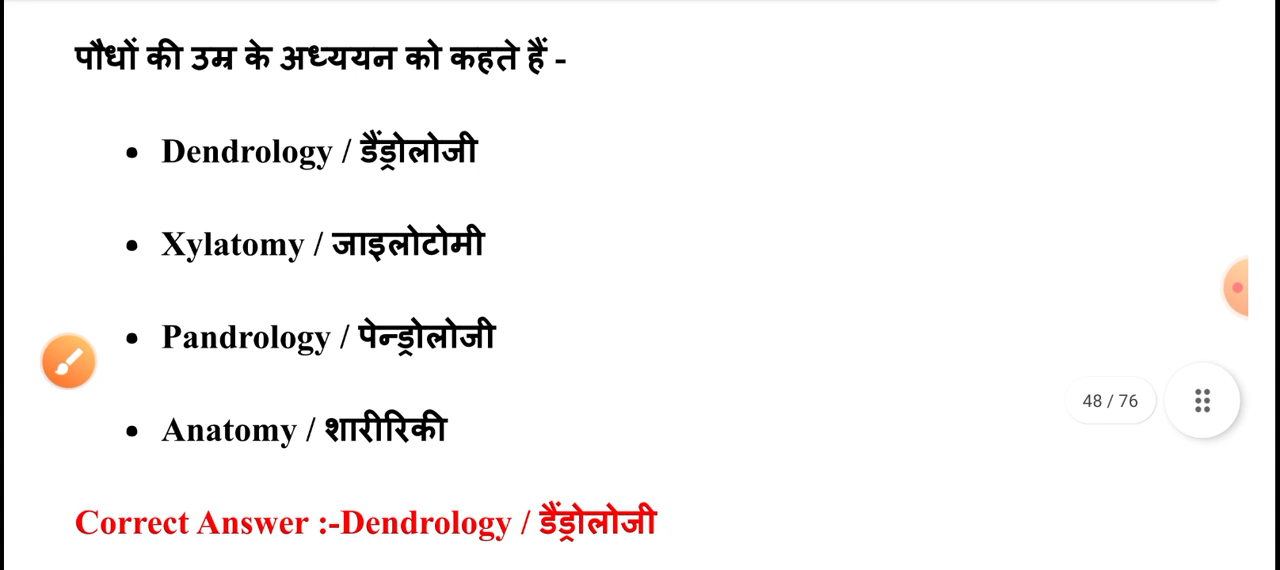 पौधों की उम्र के अध्ययन को कहते हैं -
• Dendrology / डैंड्रोलोजी
• Xylatomy / जाइलोटोमी
• Pandrology / पेन्ड्रोलोजी
• Anatomy / शारीरिकी
48 / 76
Correct Answer :-Dendrology / डैंड्रोलोजी